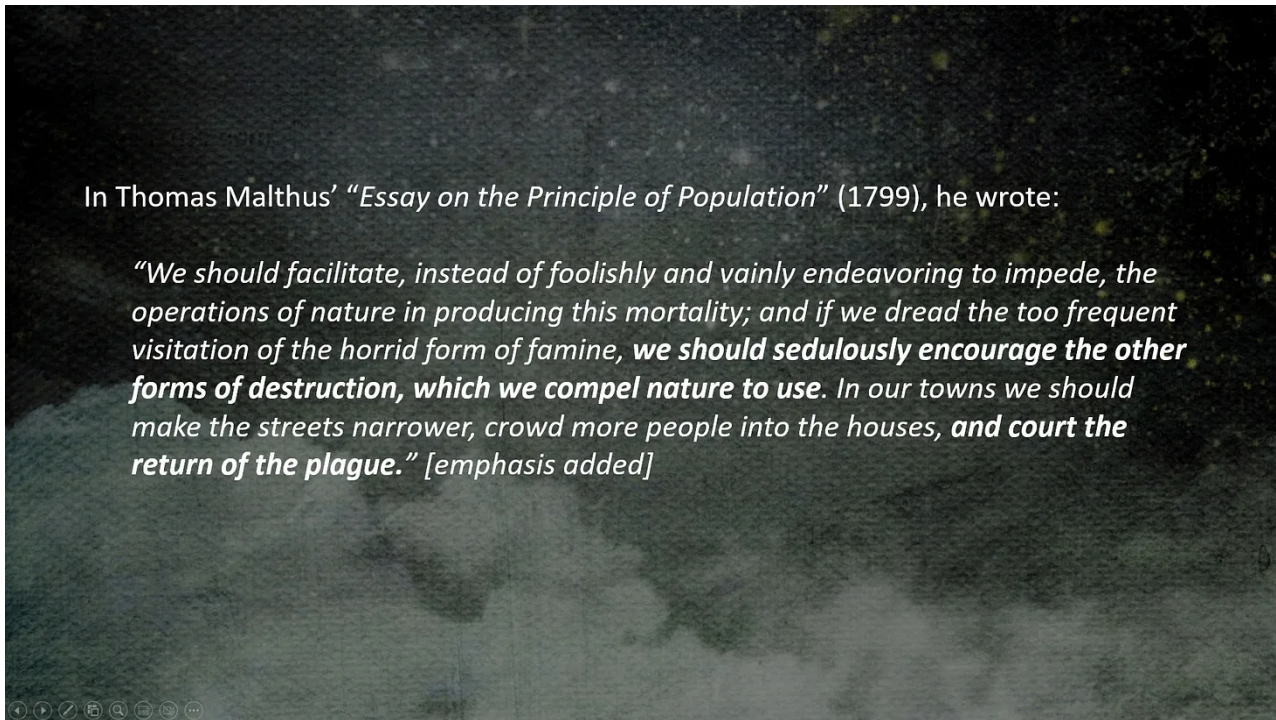 In Thomas Malthus’ “Essay on the Principle of Population” (1799), he wrote:
“We should facilitate, instead of foolishly and vainly endeavoring to impede, the
operations of nature in producing this mortality; and if we dread the too frequent
visitation of the horrid form of famine, we should sedulously encourage the other
forms of destruction, which we compel nature to use. In our towns we should
make the streets narrower, crowd more people into the houses, and court the
return of the plague.” [emphasis added]